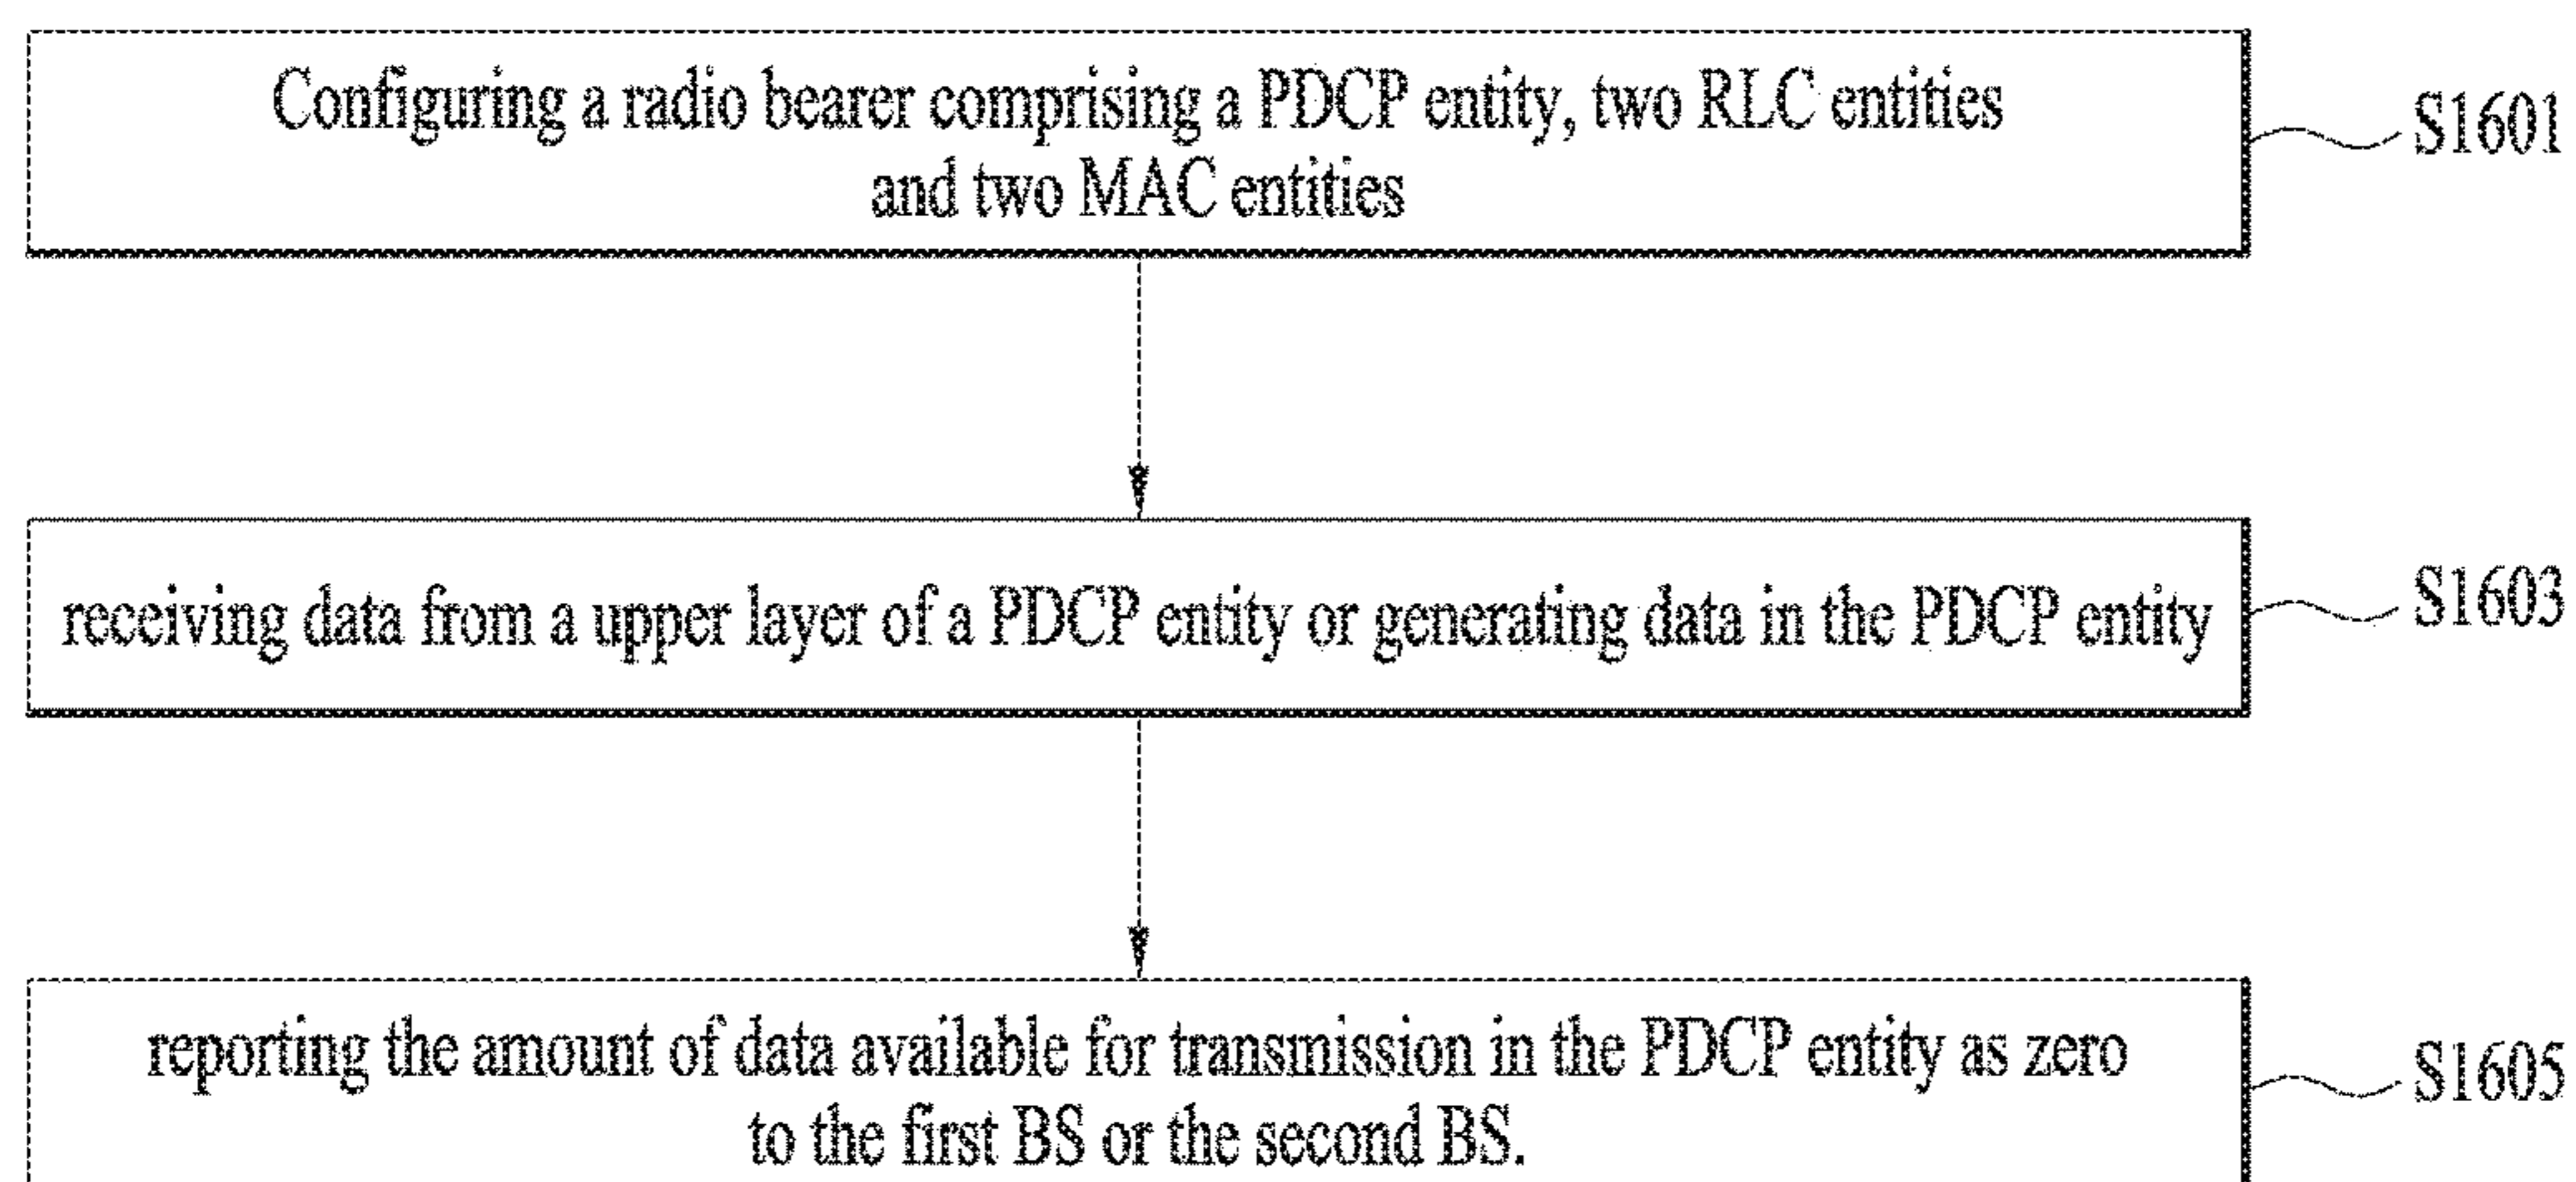 Configuring a radio bearer comprising a PDCP entity, two RLC entities
and two MAC entities
S1601
receiving data from a upper layer of a PDCP entity or generating data in the PDCP entity
S1603
reporting the amount of data available for transmission in the PDCP entity as zero
to the first BS or the second BS.
S1605